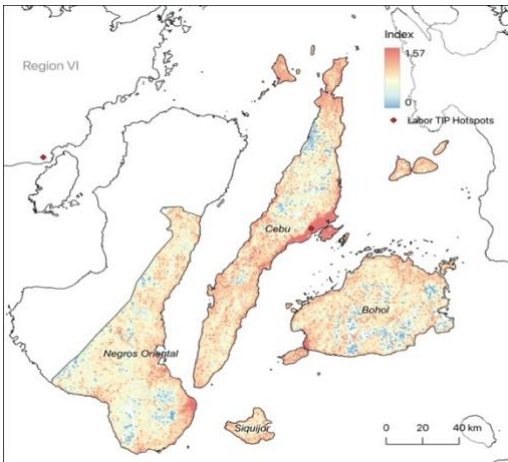 Region VI
Index
1.57
0
Labor TIP Hotspots
Cebu
Bohol
Negros Oriental
Siquijor
0 20 40 km